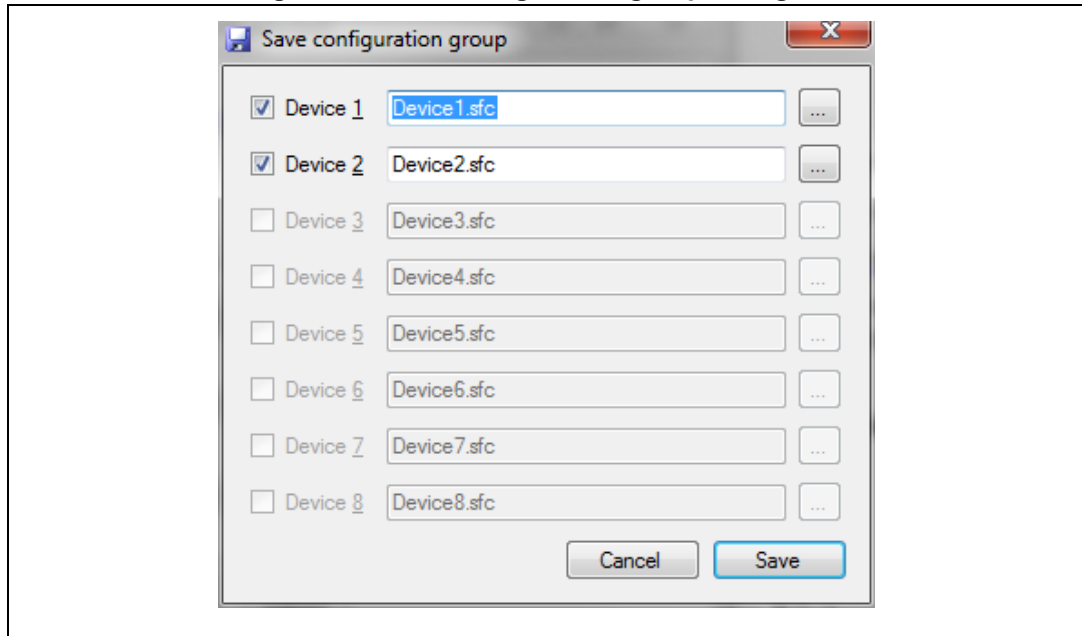 Save configuration group
Device 1 Device1.sfc ...
Device 2 Device2.sfc ...
Device 3 Device3.sfc ...
Device 4 Device4.sfc ...
Device 5 Device5.sfc ...
Device 6 Device6.sfc ...
Device 7 Device7.sfc ...
Device 8 Device8.sfc ...
Cancel Save